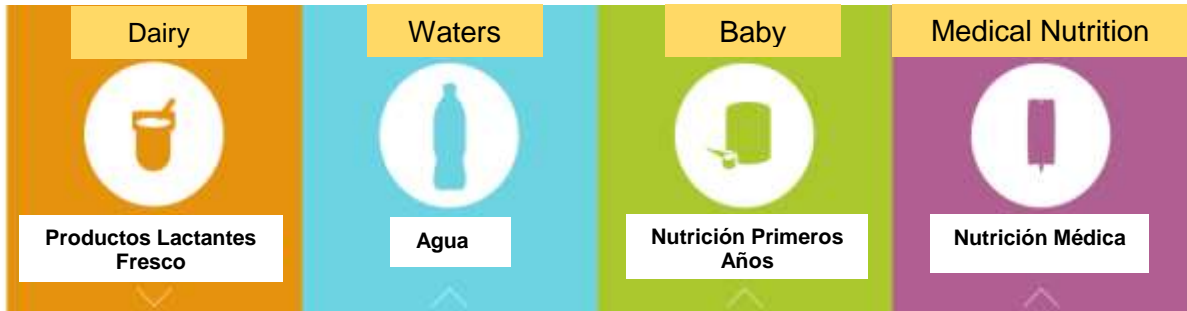 Dairy
Waters
Baby
Medical Nutrition
Productos Lactantes
Fresco
Agua
Nutrición Primeros
Años
Nutrición Médica